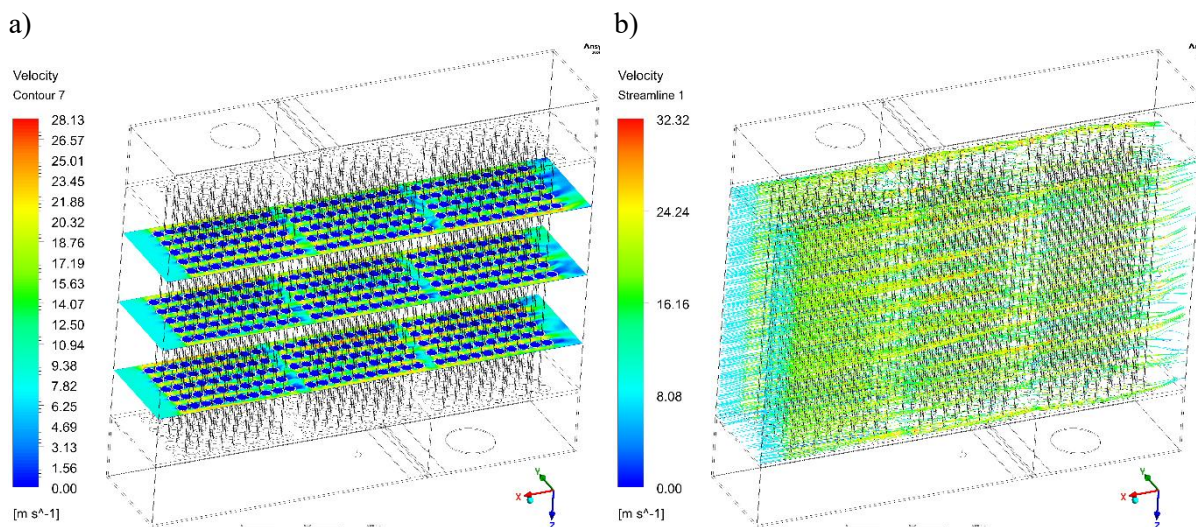 a)
b)
Velocity
Contour 7
28.13
26.57
25.01
23.45
21.88
20.32
18.76
17.19
15.63
14.07
12.50
10.94
9.38
7.82
6.25
4.69
3.13
1.56
0.00
[m s^-1]
X
Y
Z
Velocity
Streamline 1
32.32
24.24
16.16
8.08
0.00
[m s^-1]
X
Y
Z